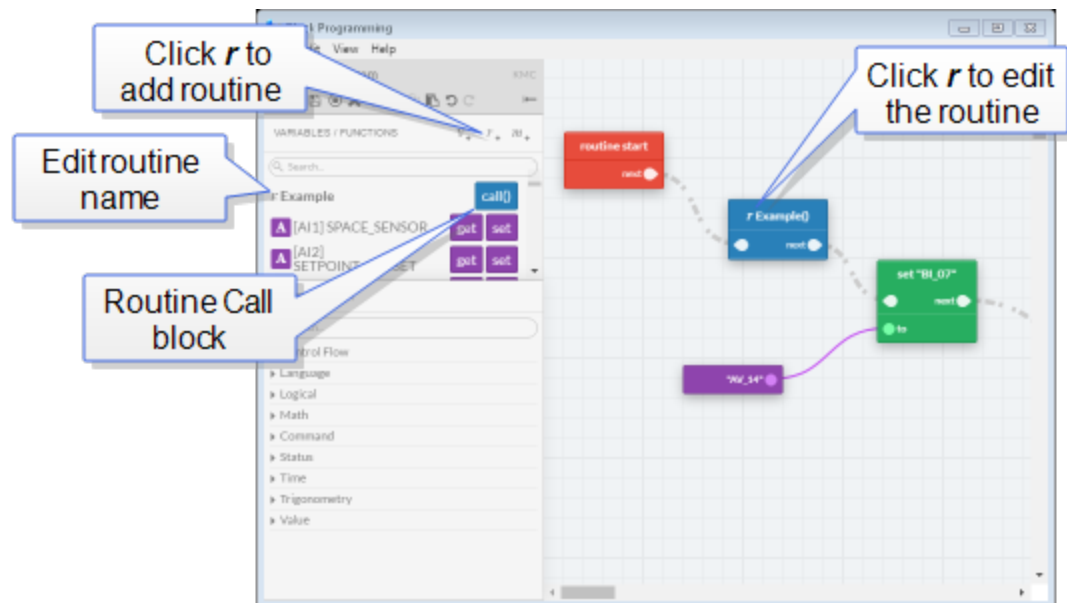 Programming
View Help
Click r to
add routine
Click r to edit
the routine
KMC
VARIABLES / FUNCTIONS
r+ m+
Edit routine
name
Search...
Example
call()
A [AI1] SPACE_SENSOR
get set
A [AI2]
get set
Routine Call
block
Control Flow
Language
Logical
Math
Command
Status
Time
Trigonometry
Value
routine start
next
r Example()
next
set "BI_07"
next
to
"AV_14"